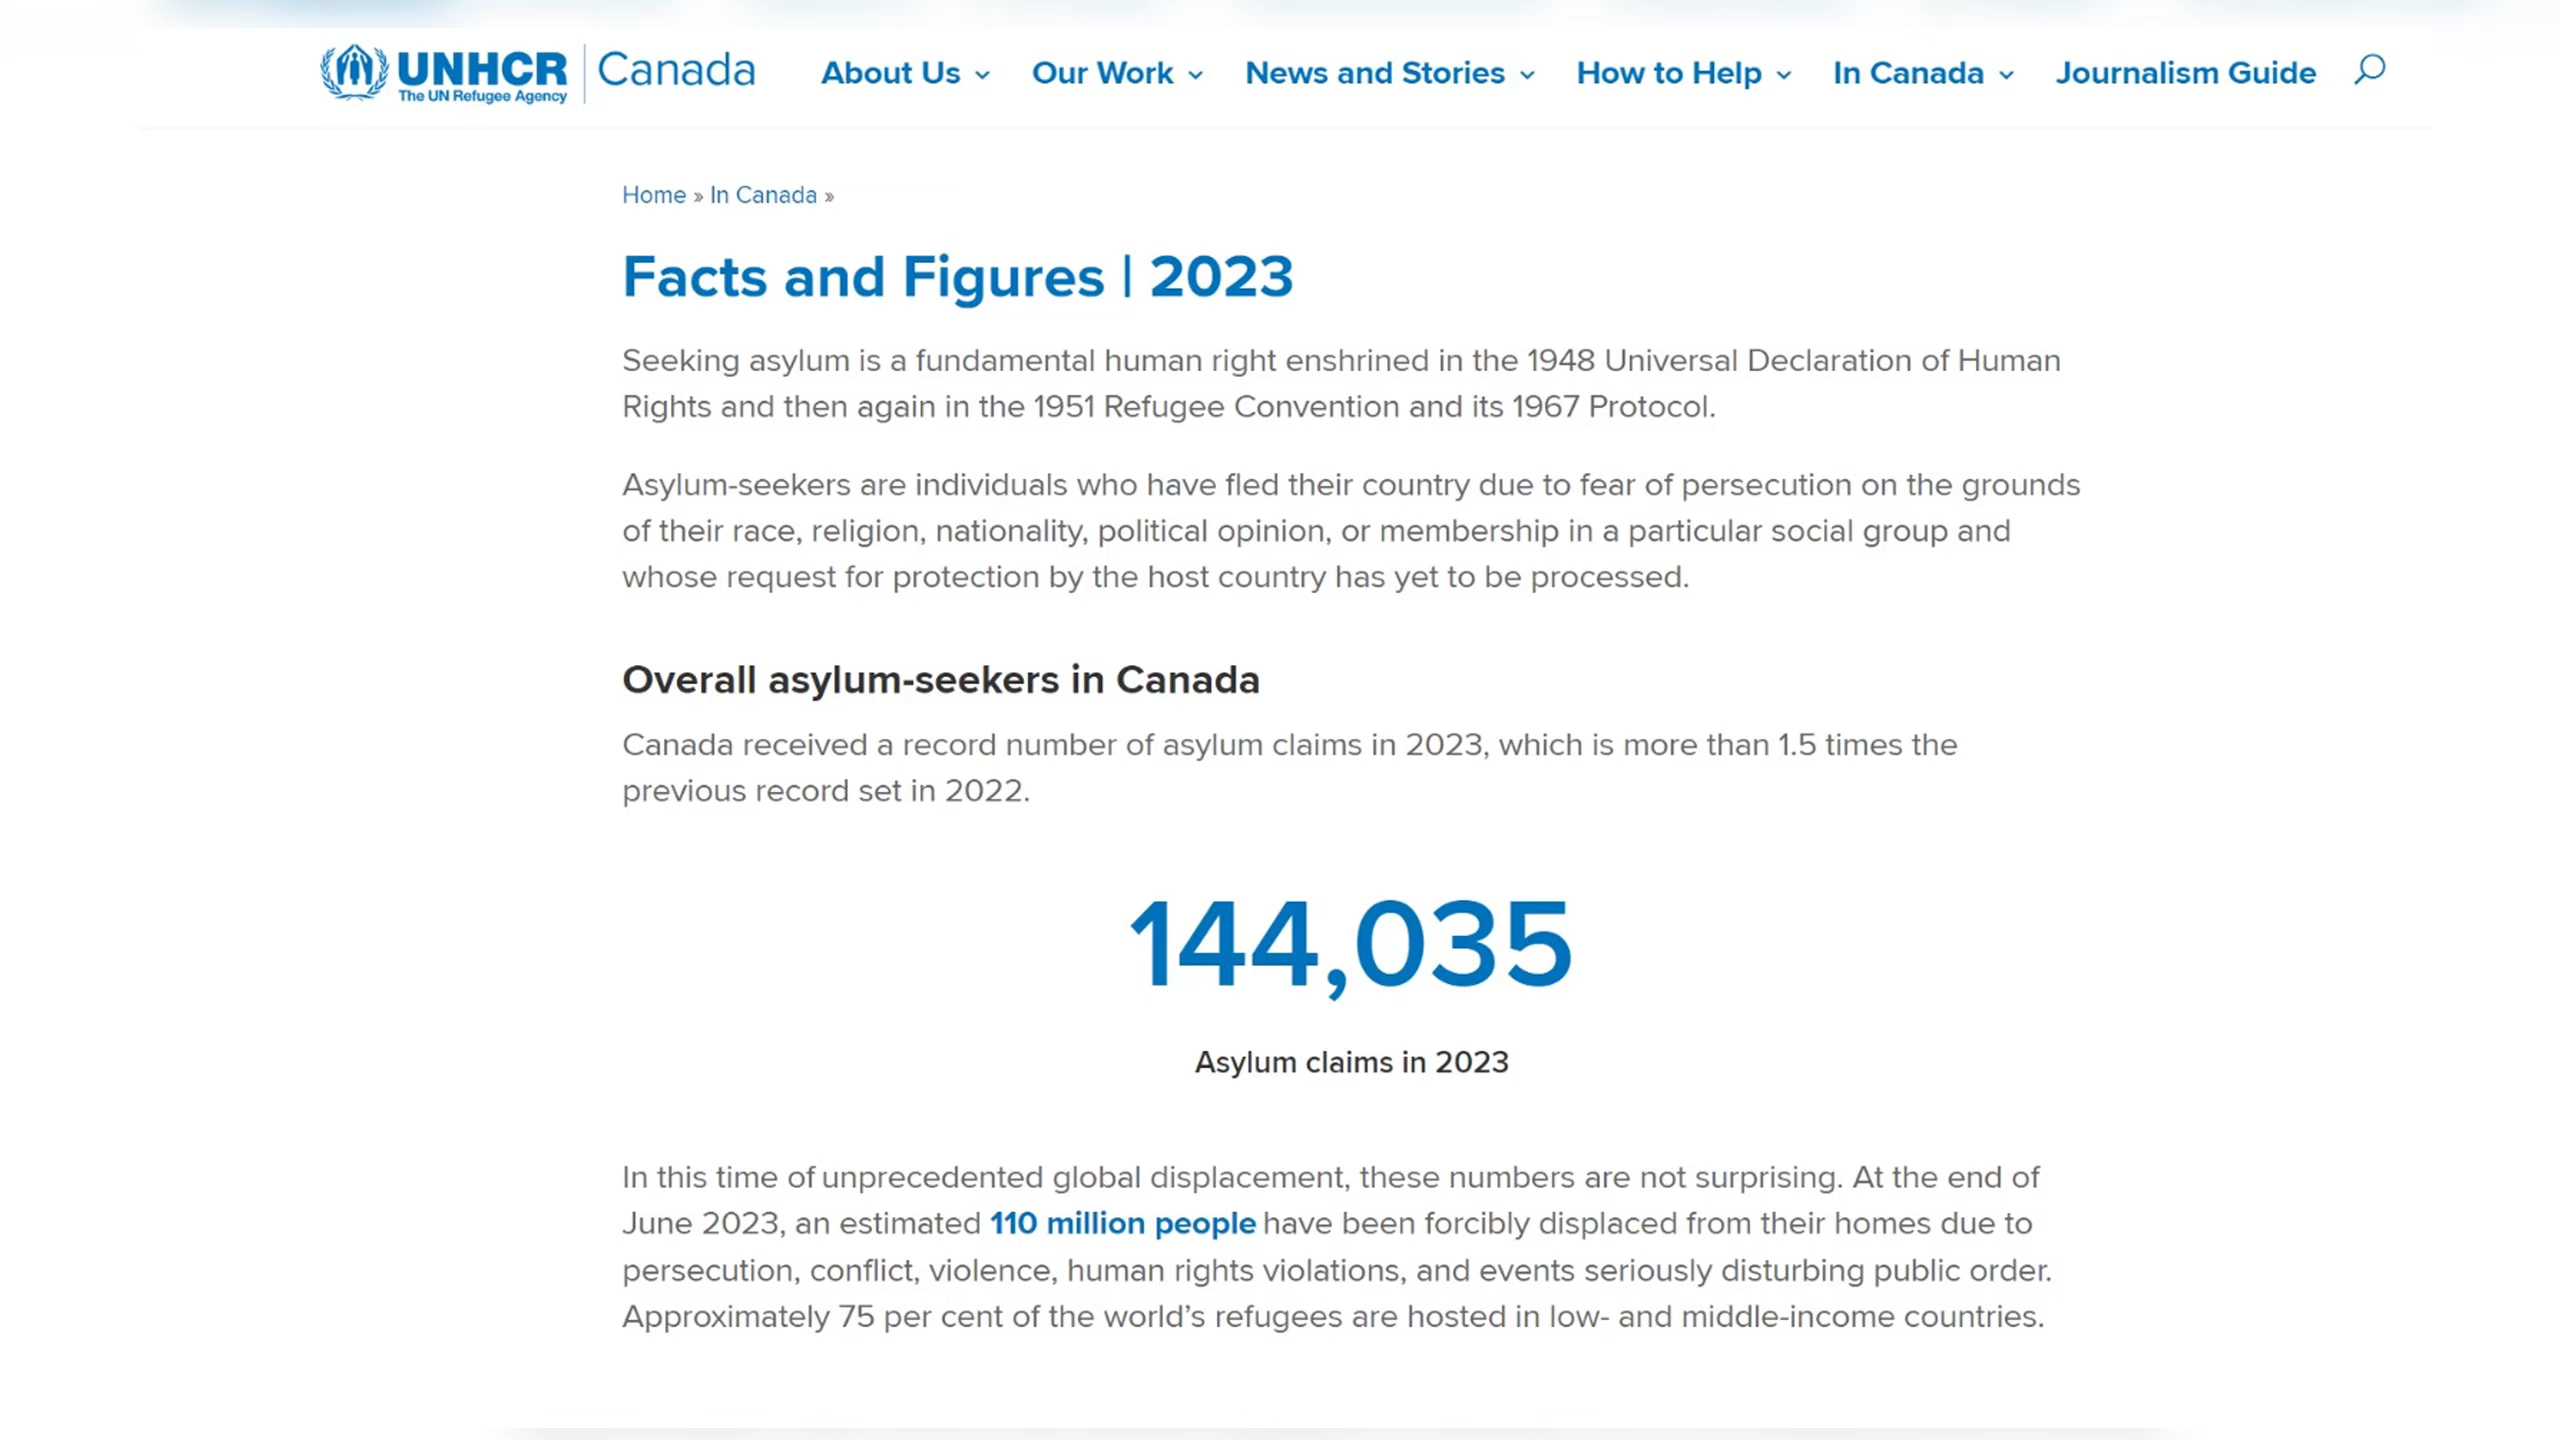 UNHCR
The UN Refugee Agency
Canada
About Us
Our Work
News and Stories
How to Help
In Canada
Journalism Guide
Home » In Canada »
Facts and Figures | 2023
Seeking asylum is a fundamental human right enshrined in the 1948 Universal Declaration of Human
Rights and then again in the 1951 Refugee Convention and its 1967 Protocol.
Asylum-seekers are individuals who have fled their country due to fear of persecution on the grounds
of their race, religion, nationality, political opinion, or membership in a particular social group and
whose request for protection by the host country has yet to be processed.
Overall asylum-seekers in Canada
Canada received a record number of asylum claims in 2023, which is more than 1.5 times the
previous record set in 2022.
144,035
Asylum claims in 2023
In this time of unprecedented global displacement, these numbers are not surprising. At the end of
June 2023, an estimated 110 million people have been forcibly displaced from their homes due to
persecution, conflict, violence, human rights violations, and events seriously disturbing public order.
Approximately 75 per cent of the world’s refugees are hosted in low- and middle-income countries.